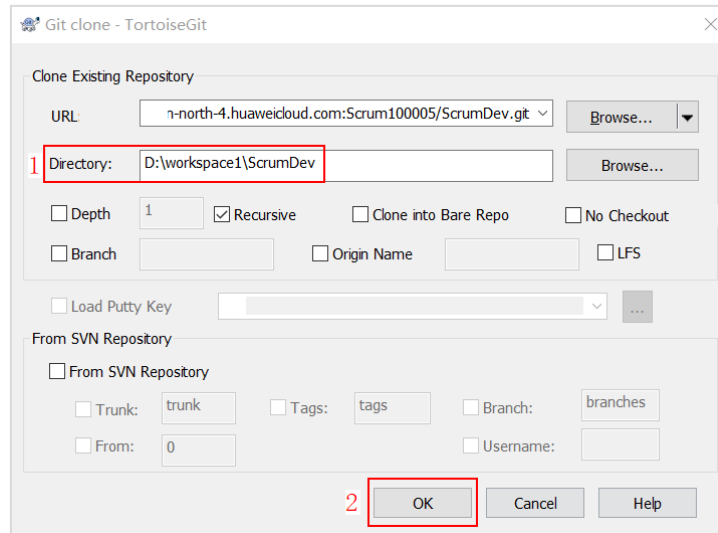 Git clone - TortoiseGit
Clone Existing Repository
URL: n-north-4.huaweicloud.com:Scrum100005/ScrumDev.git Browse...
1 Directory: D:\workspace1\ScrumDev Browse...
Depth 1 Recursive Clone into Bare Repo No Checkout
Branch Origin Name LFS
Load Putty Key ...
From SVN Repository
From SVN Repository
Trunk: trunk Tags: tags Branch: branches
From: 0 Username:
2 OK Cancel Help